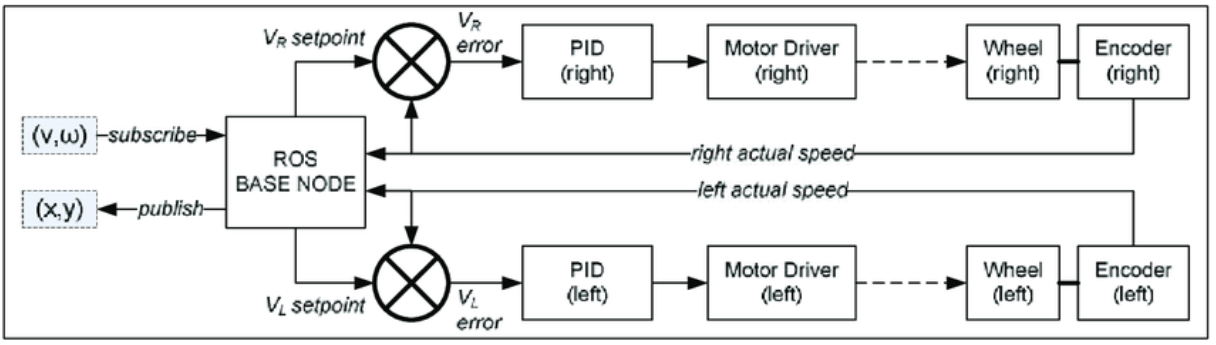 V_R setpoint
V_R
error
PID
(right)
Motor Driver
(right)
Wheel
(right)
Encoder
(right)
(v,ω)
subscribe
ROS
BASE NODE
right actual speed
left actual speed
(x,y)
publish
V_L setpoint
V_L
error
PID
(left)
Motor Driver
(left)
Wheel
(left)
Encoder
(left)